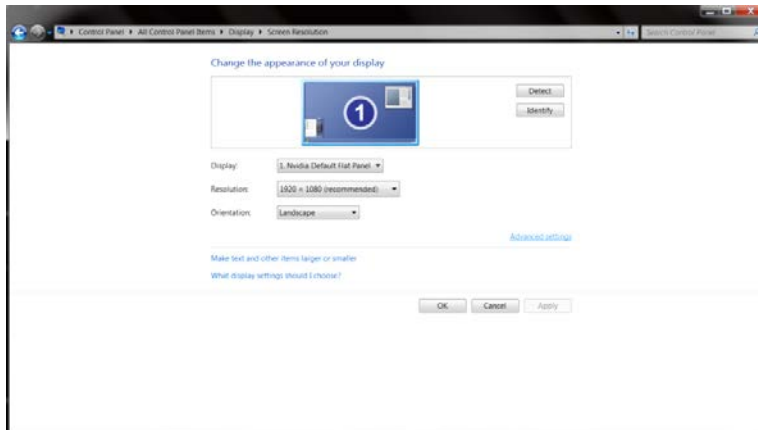 Control Panel ▸ All Control Panel Items ▸ Display ▸ Screen Resolution
Search Control Panel
Change the appearance of your display
1
Detect
Identify
Display: 1. Nvidia Default Flat Panel
Resolution: 1920 × 1080 (recommended)
Orientation: Landscape
Advanced settings
Make text and other items larger or smaller
What display settings should I choose?
OK Cancel Apply